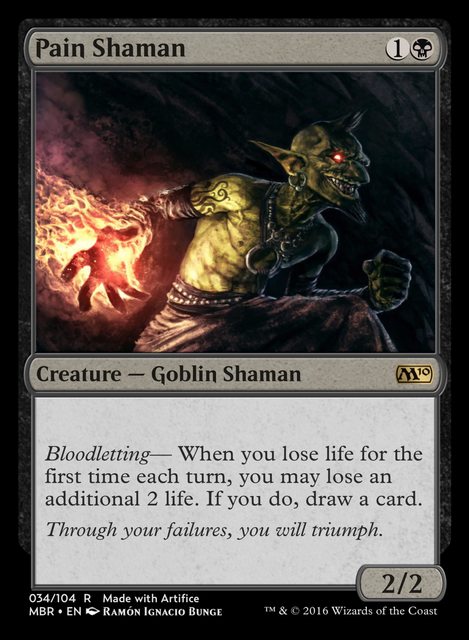 Pain Shaman 1
Creature — Goblin Shaman M10
Bloodletting— When you lose life for the
first time each turn, you may lose an
additional 2 life. If you do, draw a card.
Through your failures, you will triumph.
2/2
034/104 R Made with Artifice
MBR • EN Ramón Ignacio Bunge ™ & © 2016 Wizards of the Coast